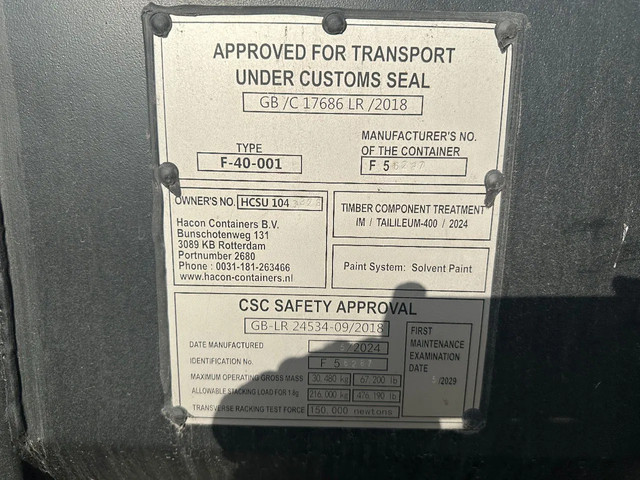 APPROVED FOR TRANSPORT
UNDER CUSTOMS SEAL
GB /C 17686 LR /2018
TYPE
F-40-001
MANUFACTURER'S NO.
OF THE CONTAINER
F 5
OWNER'S NO. HCSU 104
Hacon Containers B.V.
Bunschotenweg 131
3089 KB Rotterdam
Portnumber 2680
Phone : 0031-181-263466
www.hacon-containers.nl
TIMBER COMPONENT TREATMENT
IM / TAILILEUM-400 / 2024
Paint System: Solvent Paint
CSC SAFETY APPROVAL
GB-LR 24534-09/2018
DATE MANUFACTURED /2024
IDENTIFICATION No. F 5
MAXIMUM OPERATING GROSS MASS 30,480 kg 67,200 lb
ALLOWABLE STACKING LOAD FOR 1.8g 216,000 kg 476,190 lb
TRANSVERSE RACKING TEST FORCE 150,000 newtons
FIRST
MAINTENANCE
EXAMINATION
DATE
/2029